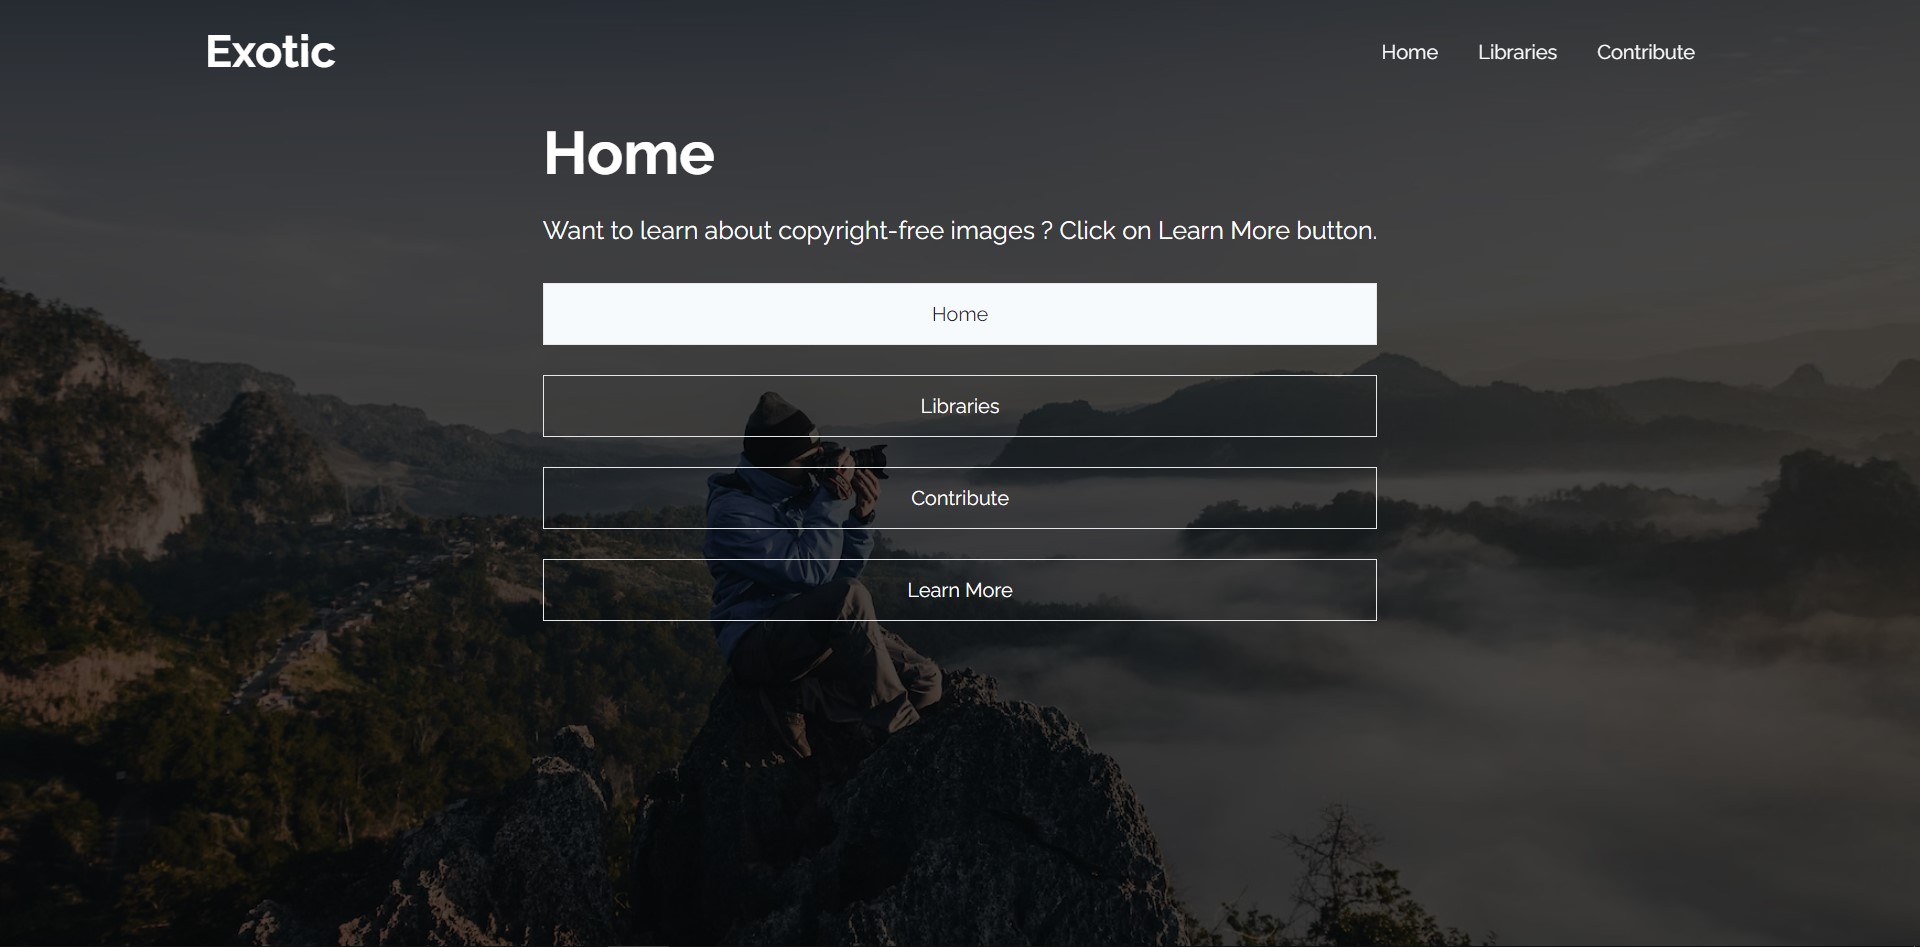 Exotic
Home Libraries Contribute
Home
Want to learn about copyright-free images ? Click on Learn More button.
Home
Libraries
Contribute
Learn More